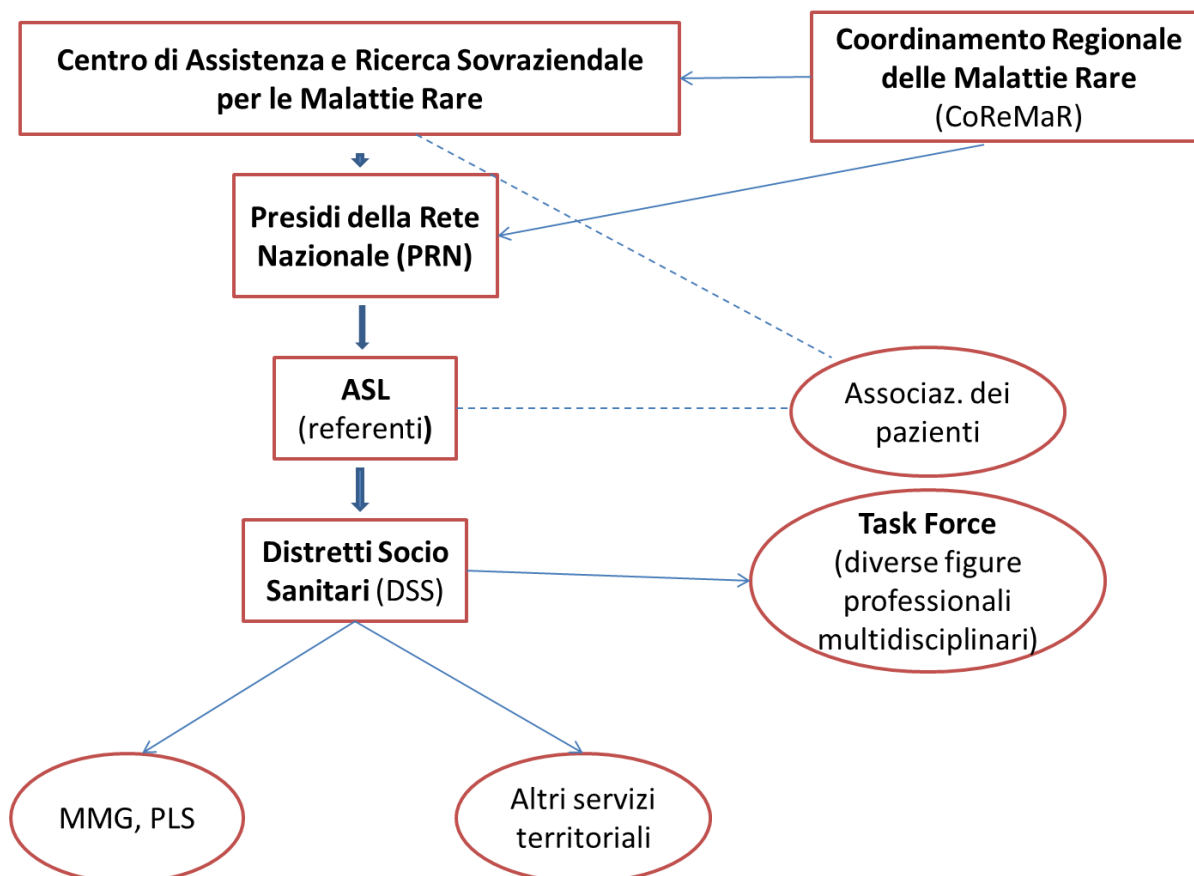 Centro di Assistenza e Ricerca Sovraziendale
per le Malattie Rare
Coordinamento Regionale
delle Malattie Rare
(CoReMaR)
Presidi della Rete
Nazionale (PRN)
ASL
(referenti)
Associaz. dei
pazienti
Distretti Socio
Sanitari (DSS)
Task Force
(diverse figure
professionali
multidisciplinari)
MMG, PLS
Altri servizi
territoriali